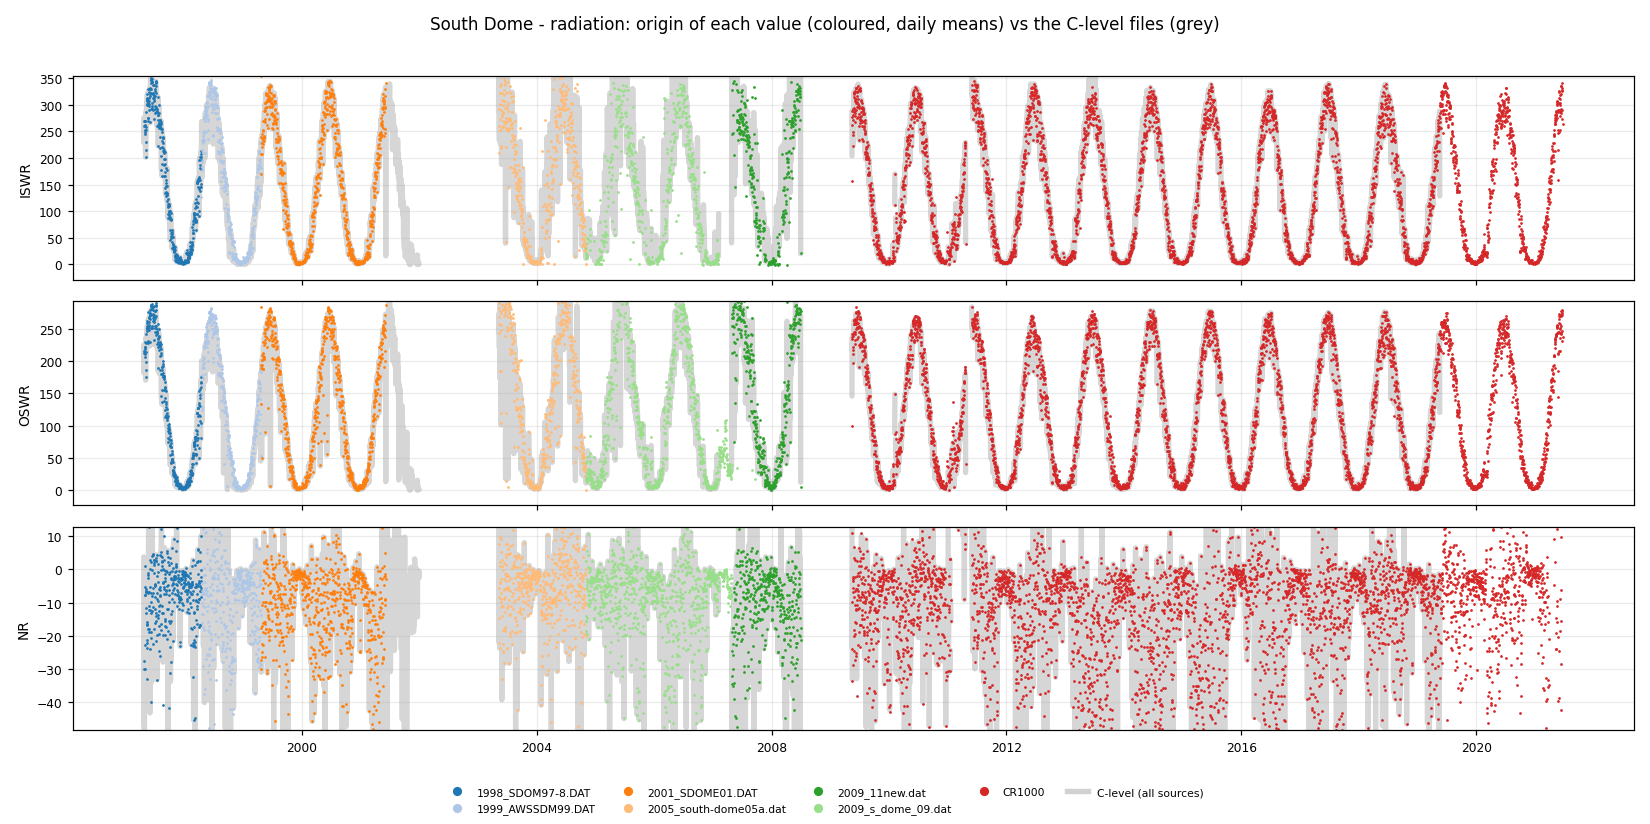 South Dome - radiation: origin of each value (coloured, daily means) vs the C-level files (grey)
350
300
250
200
150
100
50
0
ISWR
250
200
150
100
50
0
OSWR
10
0
−10
−20
−30
−40
NR
2000 2004 2008 2012 2016 2020
1998_SDOM97-8.DAT 2001_SDOME01.DAT 2009_11new.dat CR1000 C-level (all sources)
1999_AWSSDM99.DAT 2005_south-dome05a.dat 2009_s_dome_09.dat